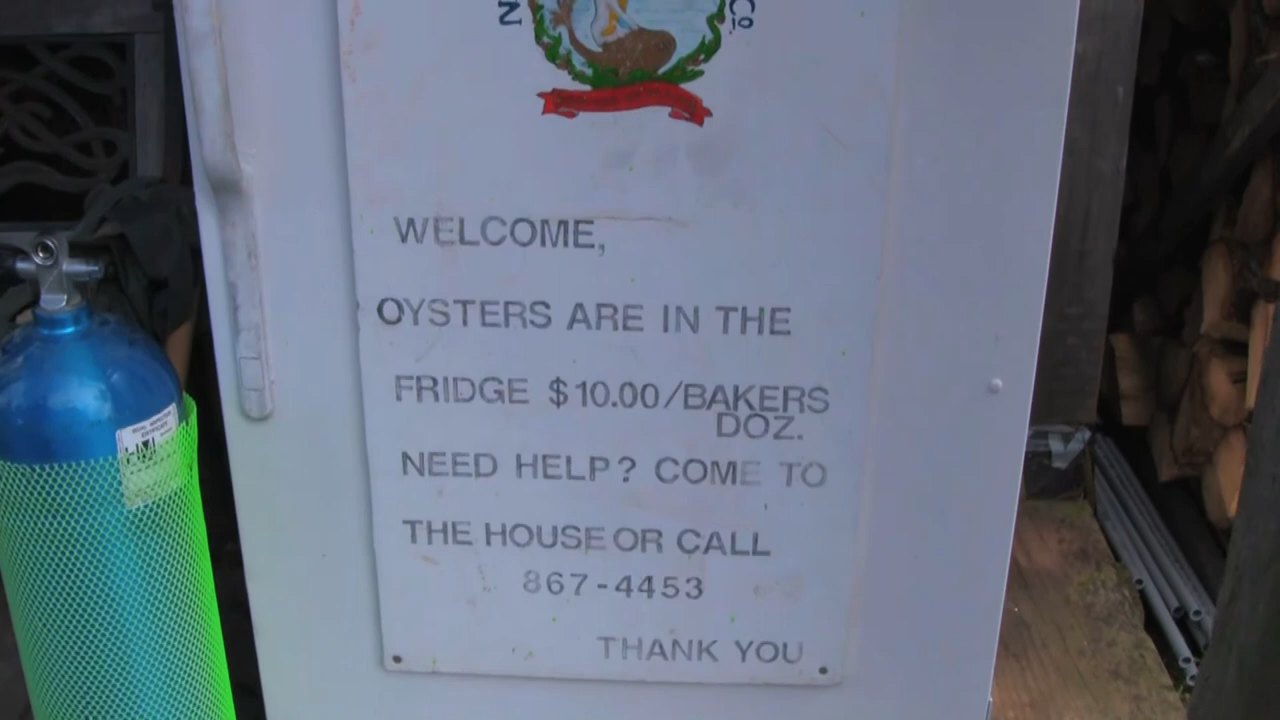 N
Co.
WELCOME,
OYSTERS ARE IN THE
FRIDGE $10.00/BAKERS
DOZ.
NEED HELP? COME TO
THE HOUSE OR CALL
867-4453
THANK YOU